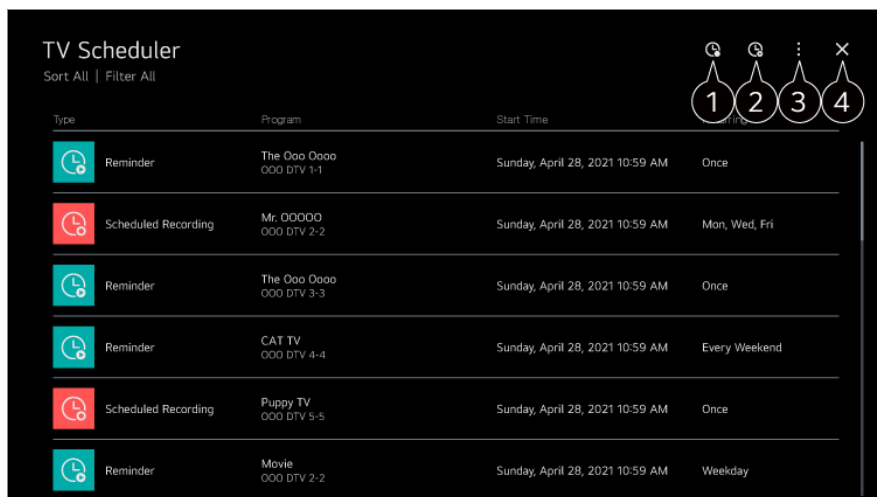 TV Scheduler
Sort All | Filter All
1 2 3 4
Type Program Start Time
Reminder The Ooo Oooo Sunday, April 28, 2021 10:59 AM Once
OOO DTV 1-1
Scheduled Recording Mr. OOOOO Sunday, April 28, 2021 10:59 AM Mon, Wed, Fri
OOO DTV 2-2
Reminder The Ooo Oooo Sunday, April 28, 2021 10:59 AM Once
OOO DTV 3-3
Reminder CAT TV Sunday, April 28, 2021 10:59 AM Every Weekend
OOO DTV 4-4
Scheduled Recording Puppy TV Sunday, April 28, 2021 10:59 AM Once
OOO DTV 5-5
Reminder Movie Sunday, April 28, 2021 10:59 AM Weekday
OOO DTV 2-2